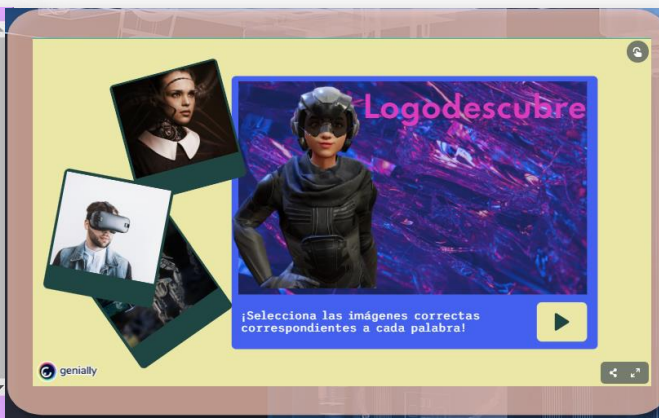 Logodescubre
¡Selecciona las imágenes correctas
correspondientes a cada palabra!
genially